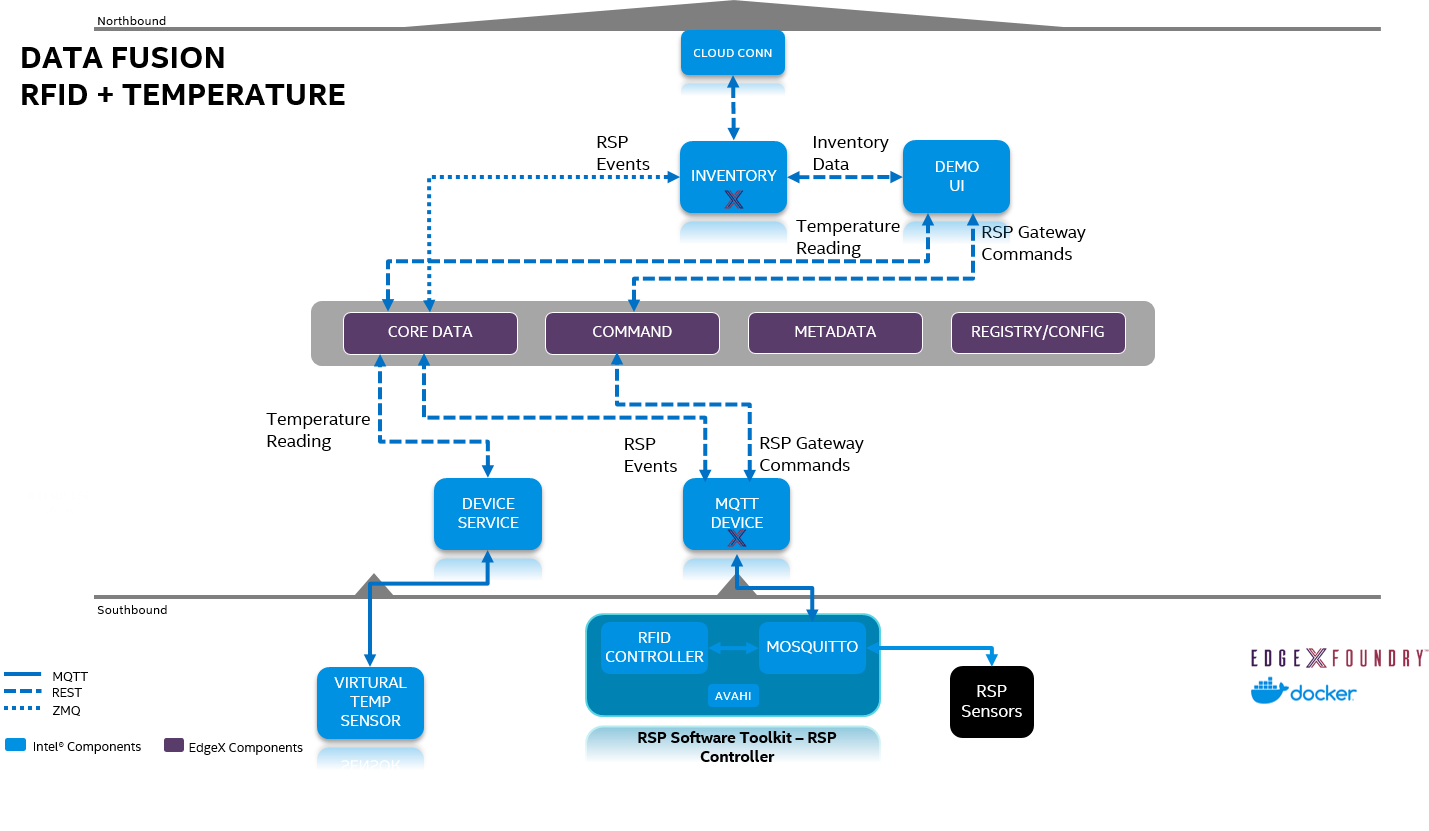 Northbound
DATA FUSION
RFID + TEMPERATURE
CLOUD CONN
RSP
Events
Inventory
Data
INVENTORY
DEMO
UI
Temperature
Reading
RSP Gateway
Commands
CORE DATA
COMMAND
METADATA
REGISTRY/CONFIG
Temperature
Reading
RSP
Events
RSP Gateway
Commands
DEVICE
SERVICE
MQTT
DEVICE
Southbound
RFID
CONTROLLER
MOSQUITTO
AVAHI
VIRTURAL
TEMP
SENSOR
RSP
Sensors
RSP Software Toolkit – RSP
Controller
MQTT
REST
ZMQ
Intel® Components
EdgeX Components
EDGE X FOUNDRY™
docker